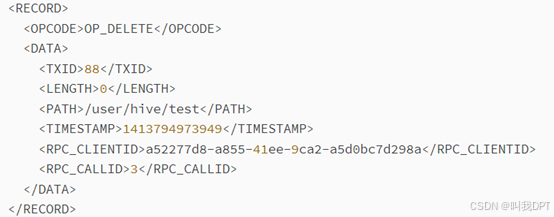 <RECORD>
  <OPCODE>OP_DELETE</OPCODE>
  <DATA>
    <TXID>88</TXID>
    <LENGTH>0</LENGTH>
    <PATH>/user/hive/test</PATH>
    <TIMESTAMP>1413794973949</TIMESTAMP>
    <RPC_CLIENTID>a52277d8-a855-41ee-9ca2-a5d0bc7d298a</RPC_CLIENTID>
    <RPC_CALLID>3</RPC_CALLID>
  </DATA>
</RECORD>
CSDN @叫我DPT